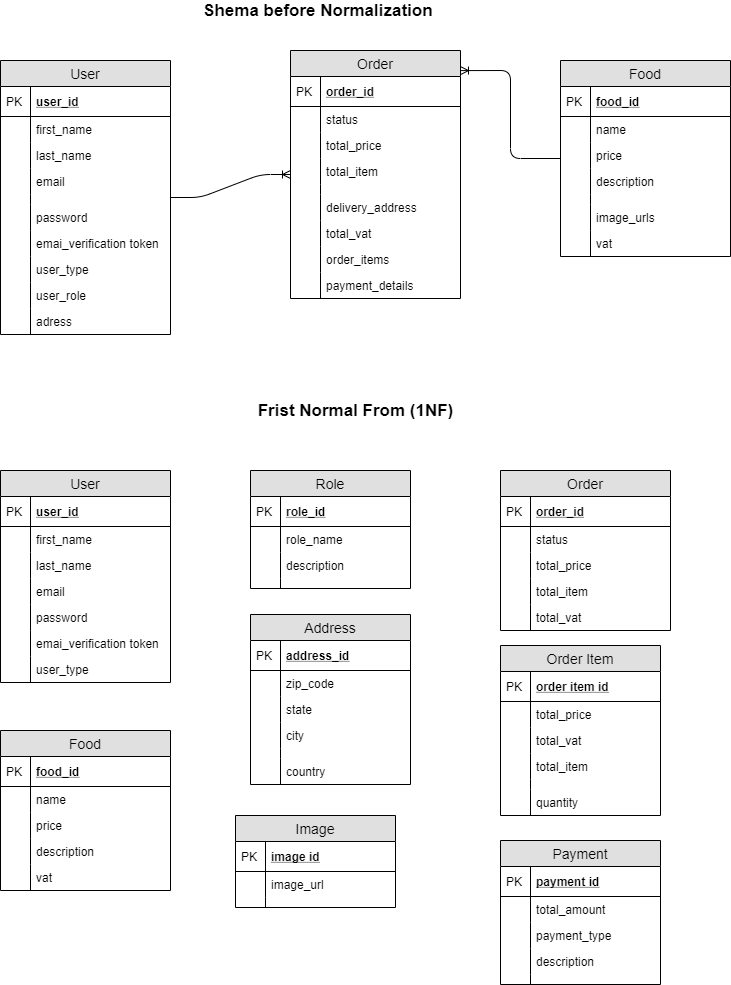 Shema before Normalization
User
PK user_id
first_name
last_name
email
password
emai_verification token
user_type
user_role
adress
Order
PK order_id
status
total_price
total_item
delivery_address
total_vat
order_items
payment_details
Food
PK food_id
name
price
description
image_urls
vat
Frist Normal From (1NF)
User
PK user_id
first_name
last_name
email
password
emai_verification token
user_type
Food
PK food_id
name
price
description
vat
Role
PK role_id
role_name
description
Address
PK address_id
zip_code
state
city
country
Image
PK image id
image_url
Order
PK order_id
status
total_price
total_item
total_vat
Order Item
PK order item id
total_price
total_vat
total_item
quantity
Payment
PK payment id
total_amount
payment_type
description